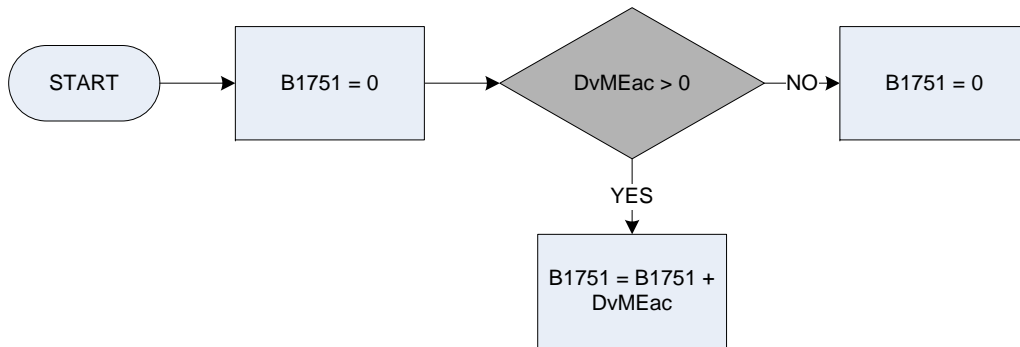 START
B1751 = 0
DvMEac > 0
NO
B1751 = 0
YES
B1751 = B1751 +
DvMEac